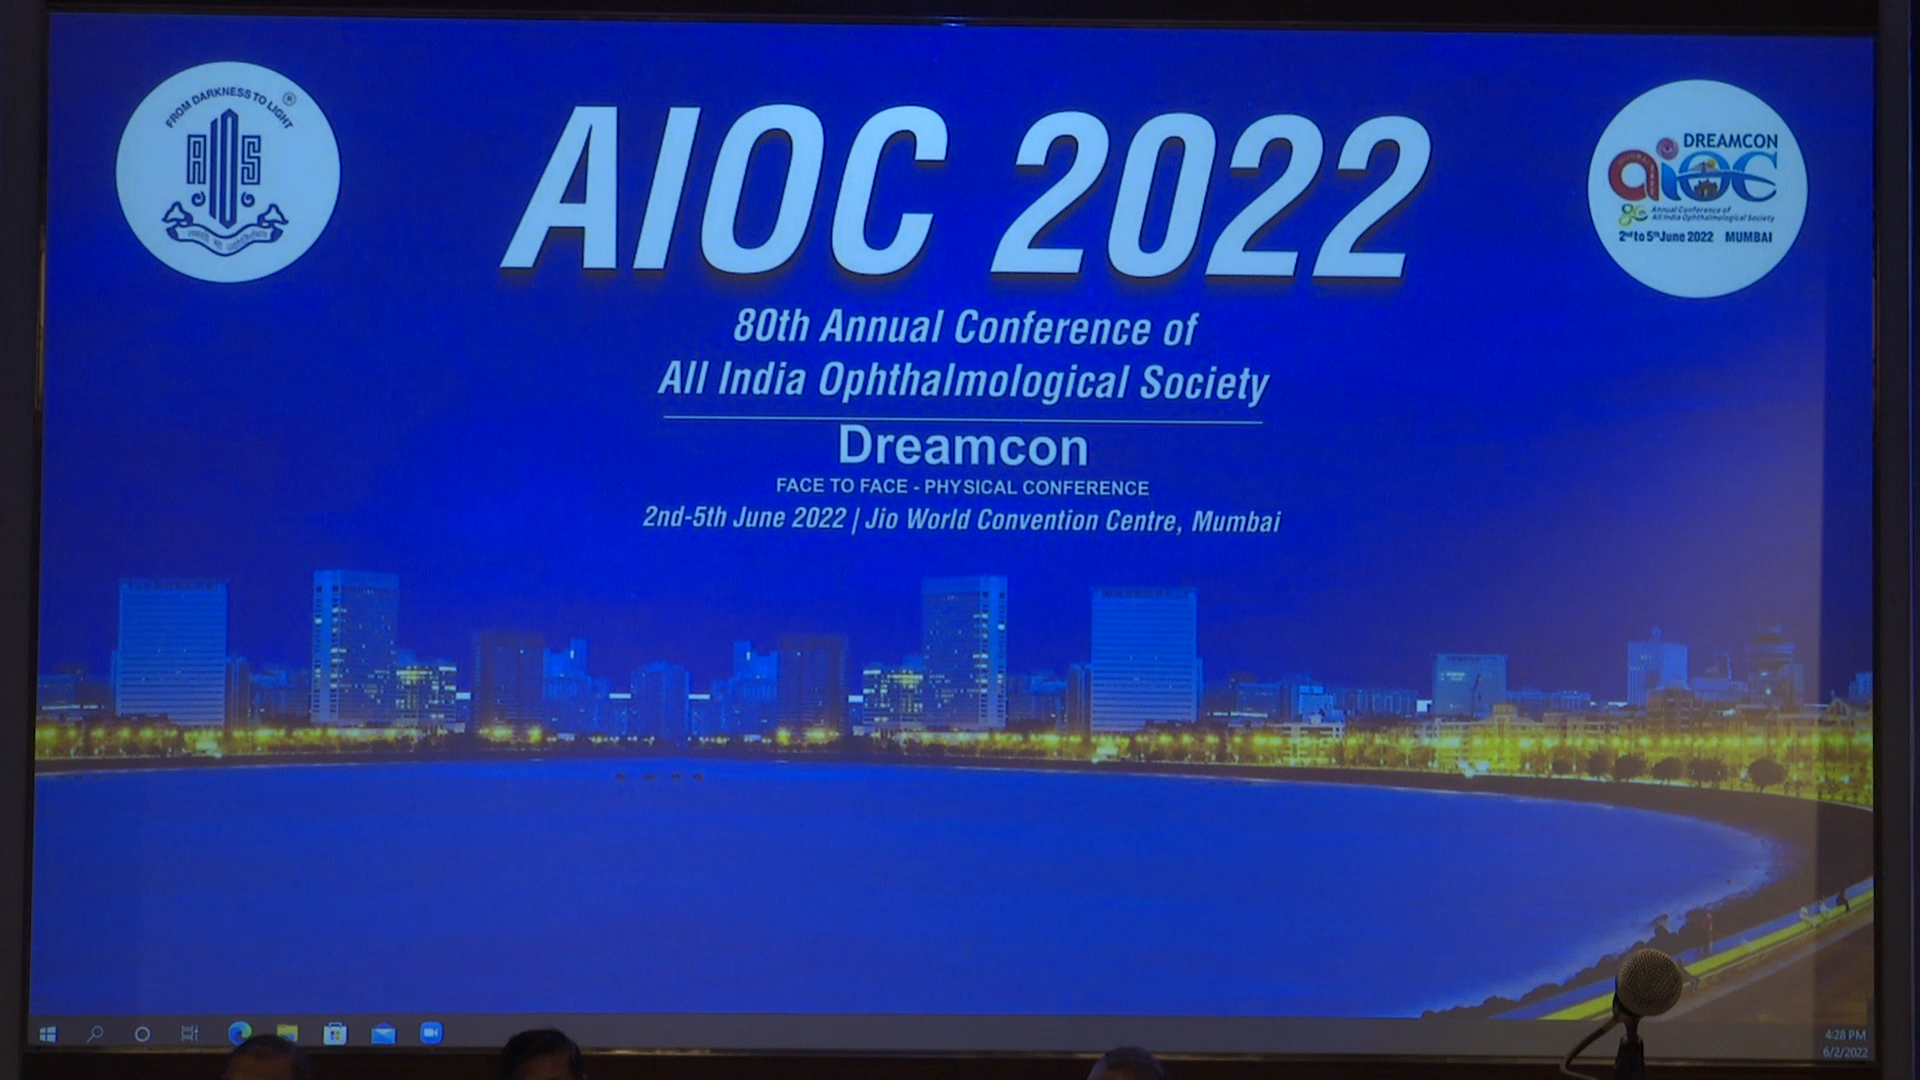 FROM DARKNESS TO LIGHT ®
AIOS
AIOC 2022
80th Annual Conference of
All India Ophthalmological Society
Dreamcon
FACE TO FACE - PHYSICAL CONFERENCE
2nd-5th June 2022 | Jio World Convention Centre, Mumbai
DREAMCON
aioc
80 Annual Conference of
All India Ophthalmological Society
2nd to 5th June 2022 MUMBAI
4:28 PM
6/2/2022